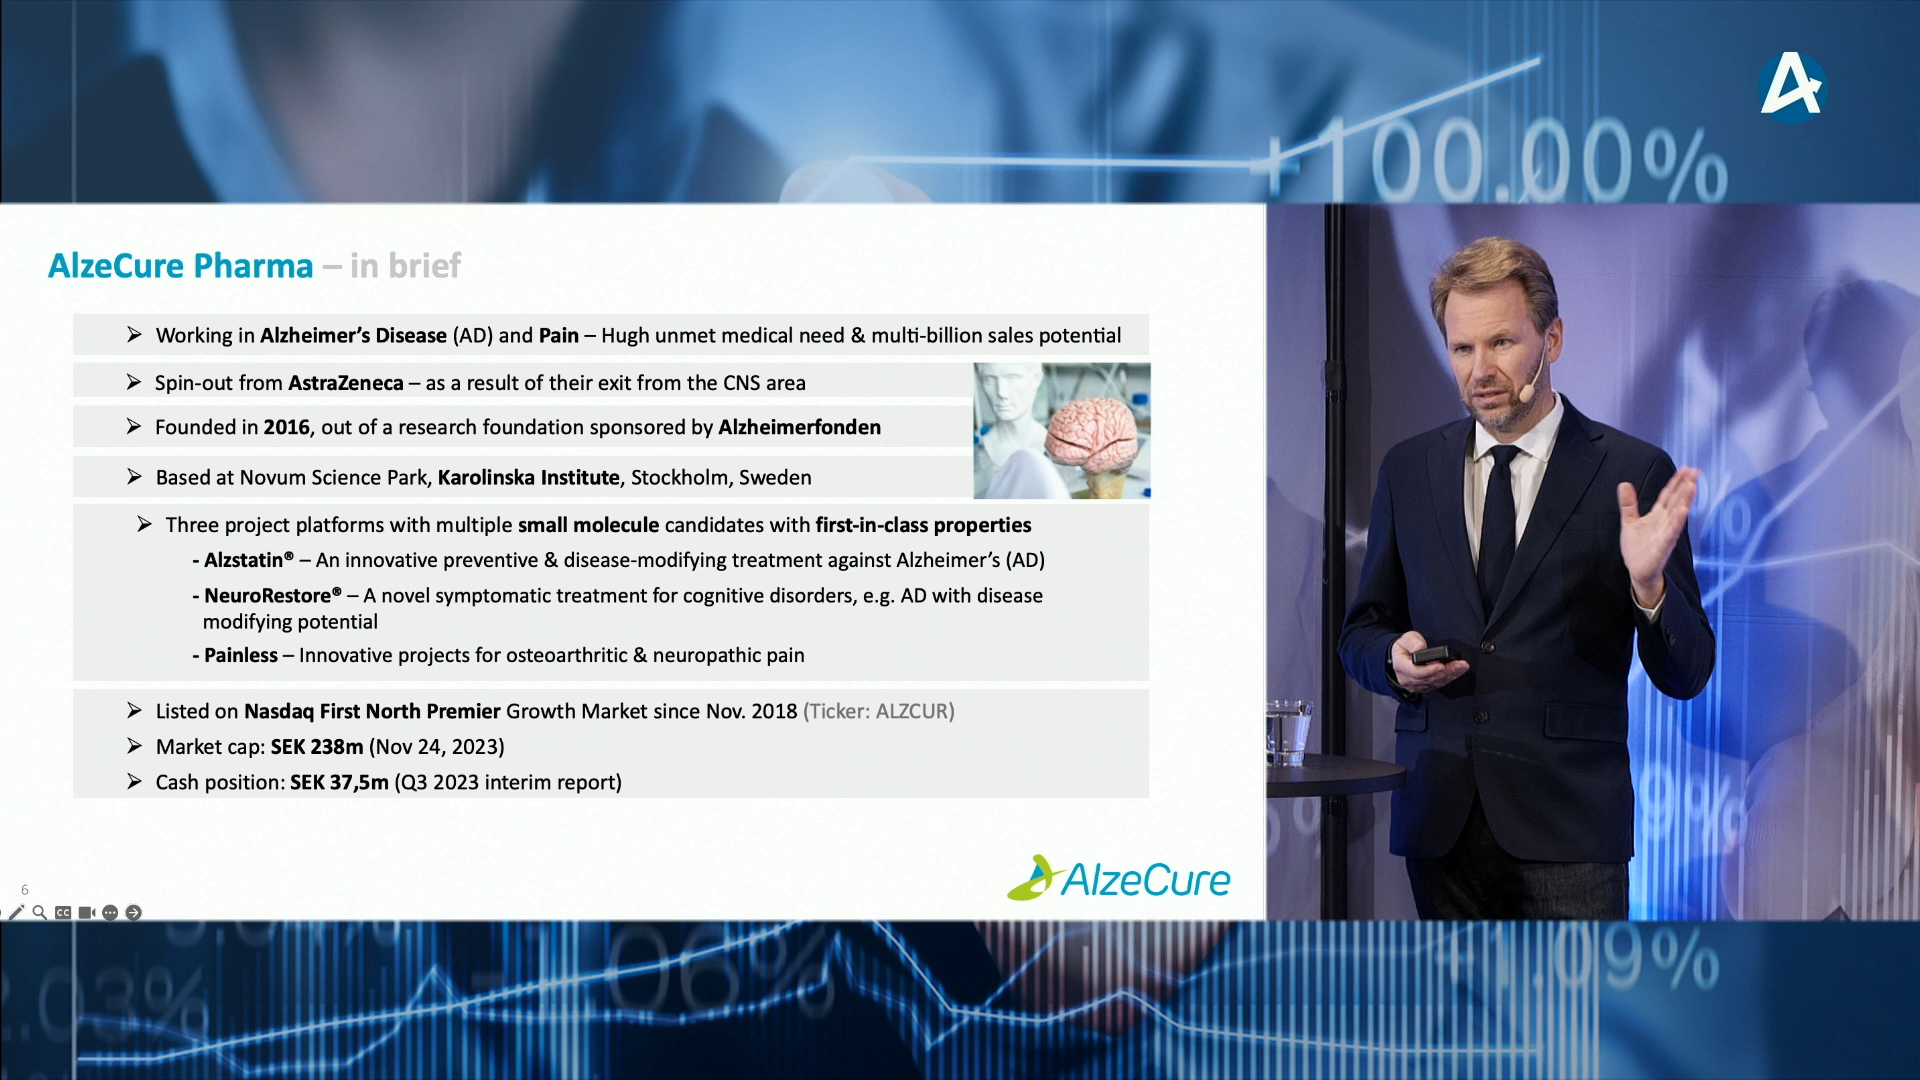 +100.00%
AlzeCure Pharma – in brief
➢ Working in Alzheimer’s Disease (AD) and Pain – Hugh unmet medical need & multi-billion sales potential
➢ Spin-out from AstraZeneca – as a result of their exit from the CNS area
➢ Founded in 2016, out of a research foundation sponsored by Alzheimerfonden
➢ Based at Novum Science Park, Karolinska Institute, Stockholm, Sweden
➢ Three project platforms with multiple small molecule candidates with first-in-class properties
- Alzstatin® – An innovative preventive & disease-modifying treatment against Alzheimer’s (AD)
- NeuroRestore® – A novel symptomatic treatment for cognitive disorders, e.g. AD with disease
modifying potential
- Painless – Innovative projects for osteoarthritic & neuropathic pain
➢ Listed on Nasdaq First North Premier Growth Market since Nov. 2018 (Ticker: ALZCUR)
➢ Market cap: SEK 238m (Nov 24, 2023)
➢ Cash position: SEK 37,5m (Q3 2023 interim report)
AlzeCure
6
CC
+1.09%